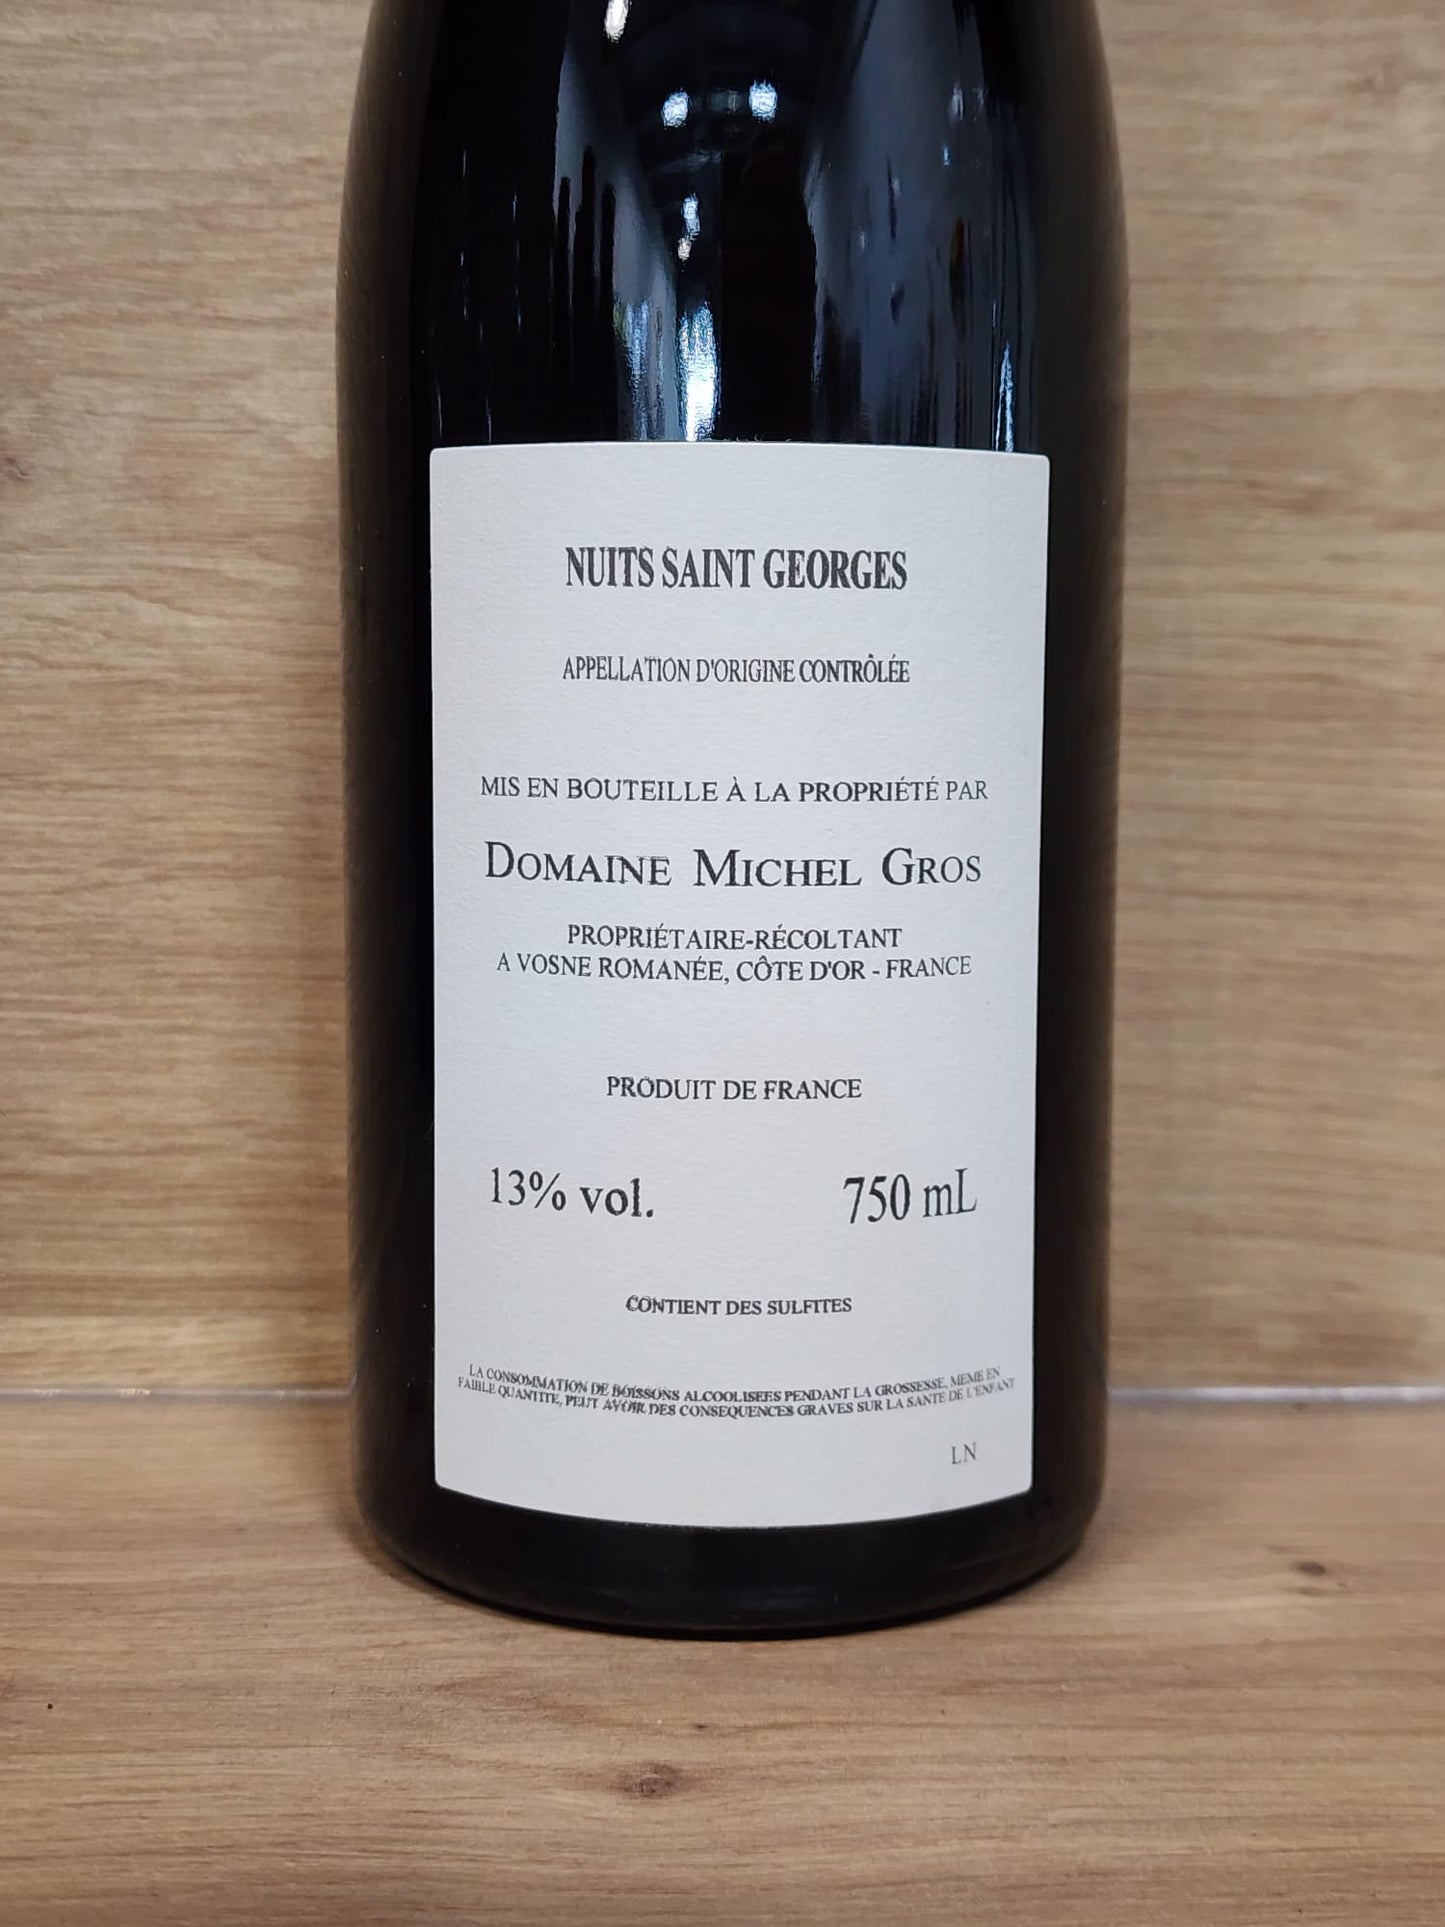 NUITS SAINT GEORGES
APPELLATION D'ORIGINE CONTRÔLÉE
MIS EN BOUTEILLE À LA PROPRIÉTÉ PAR
DOMAINE MICHEL GROS
PROPRIÉTAIRE-RÉCOLTANT
A VOSNE ROMANÉE, CÔTE D'OR - FRANCE
PRODUIT DE FRANCE
13% vol. 750 mL
CONTIENT DES SULFITES
LA CONSOMMATION DE BOISSONS ALCOOLISEES PENDANT LA GROSSESSE, MEME EN
FAIBLE QUANTITE, PEUT AVOIR DES CONSEQUENCES GRAVES SUR LA SANTE DE L'ENFANT
LN